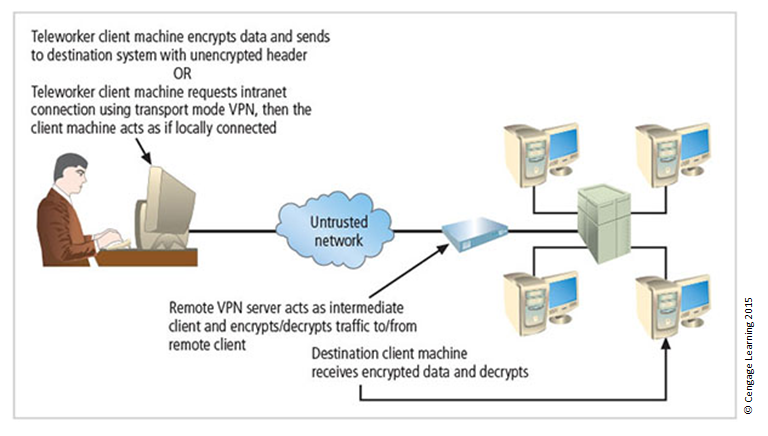 Teleworker client machine encrypts data and sends
to destination system with unencrypted header
OR
Teleworker client machine requests intranet
connection using transport mode VPN, then the
client machine acts as if locally connected
Untrusted
network
Remote VPN server acts as intermediate
client and encrypts/decrypts traffic to/from
remote client
Destination client machine
receives encrypted data and decrypts
© Cengage Learning 2015